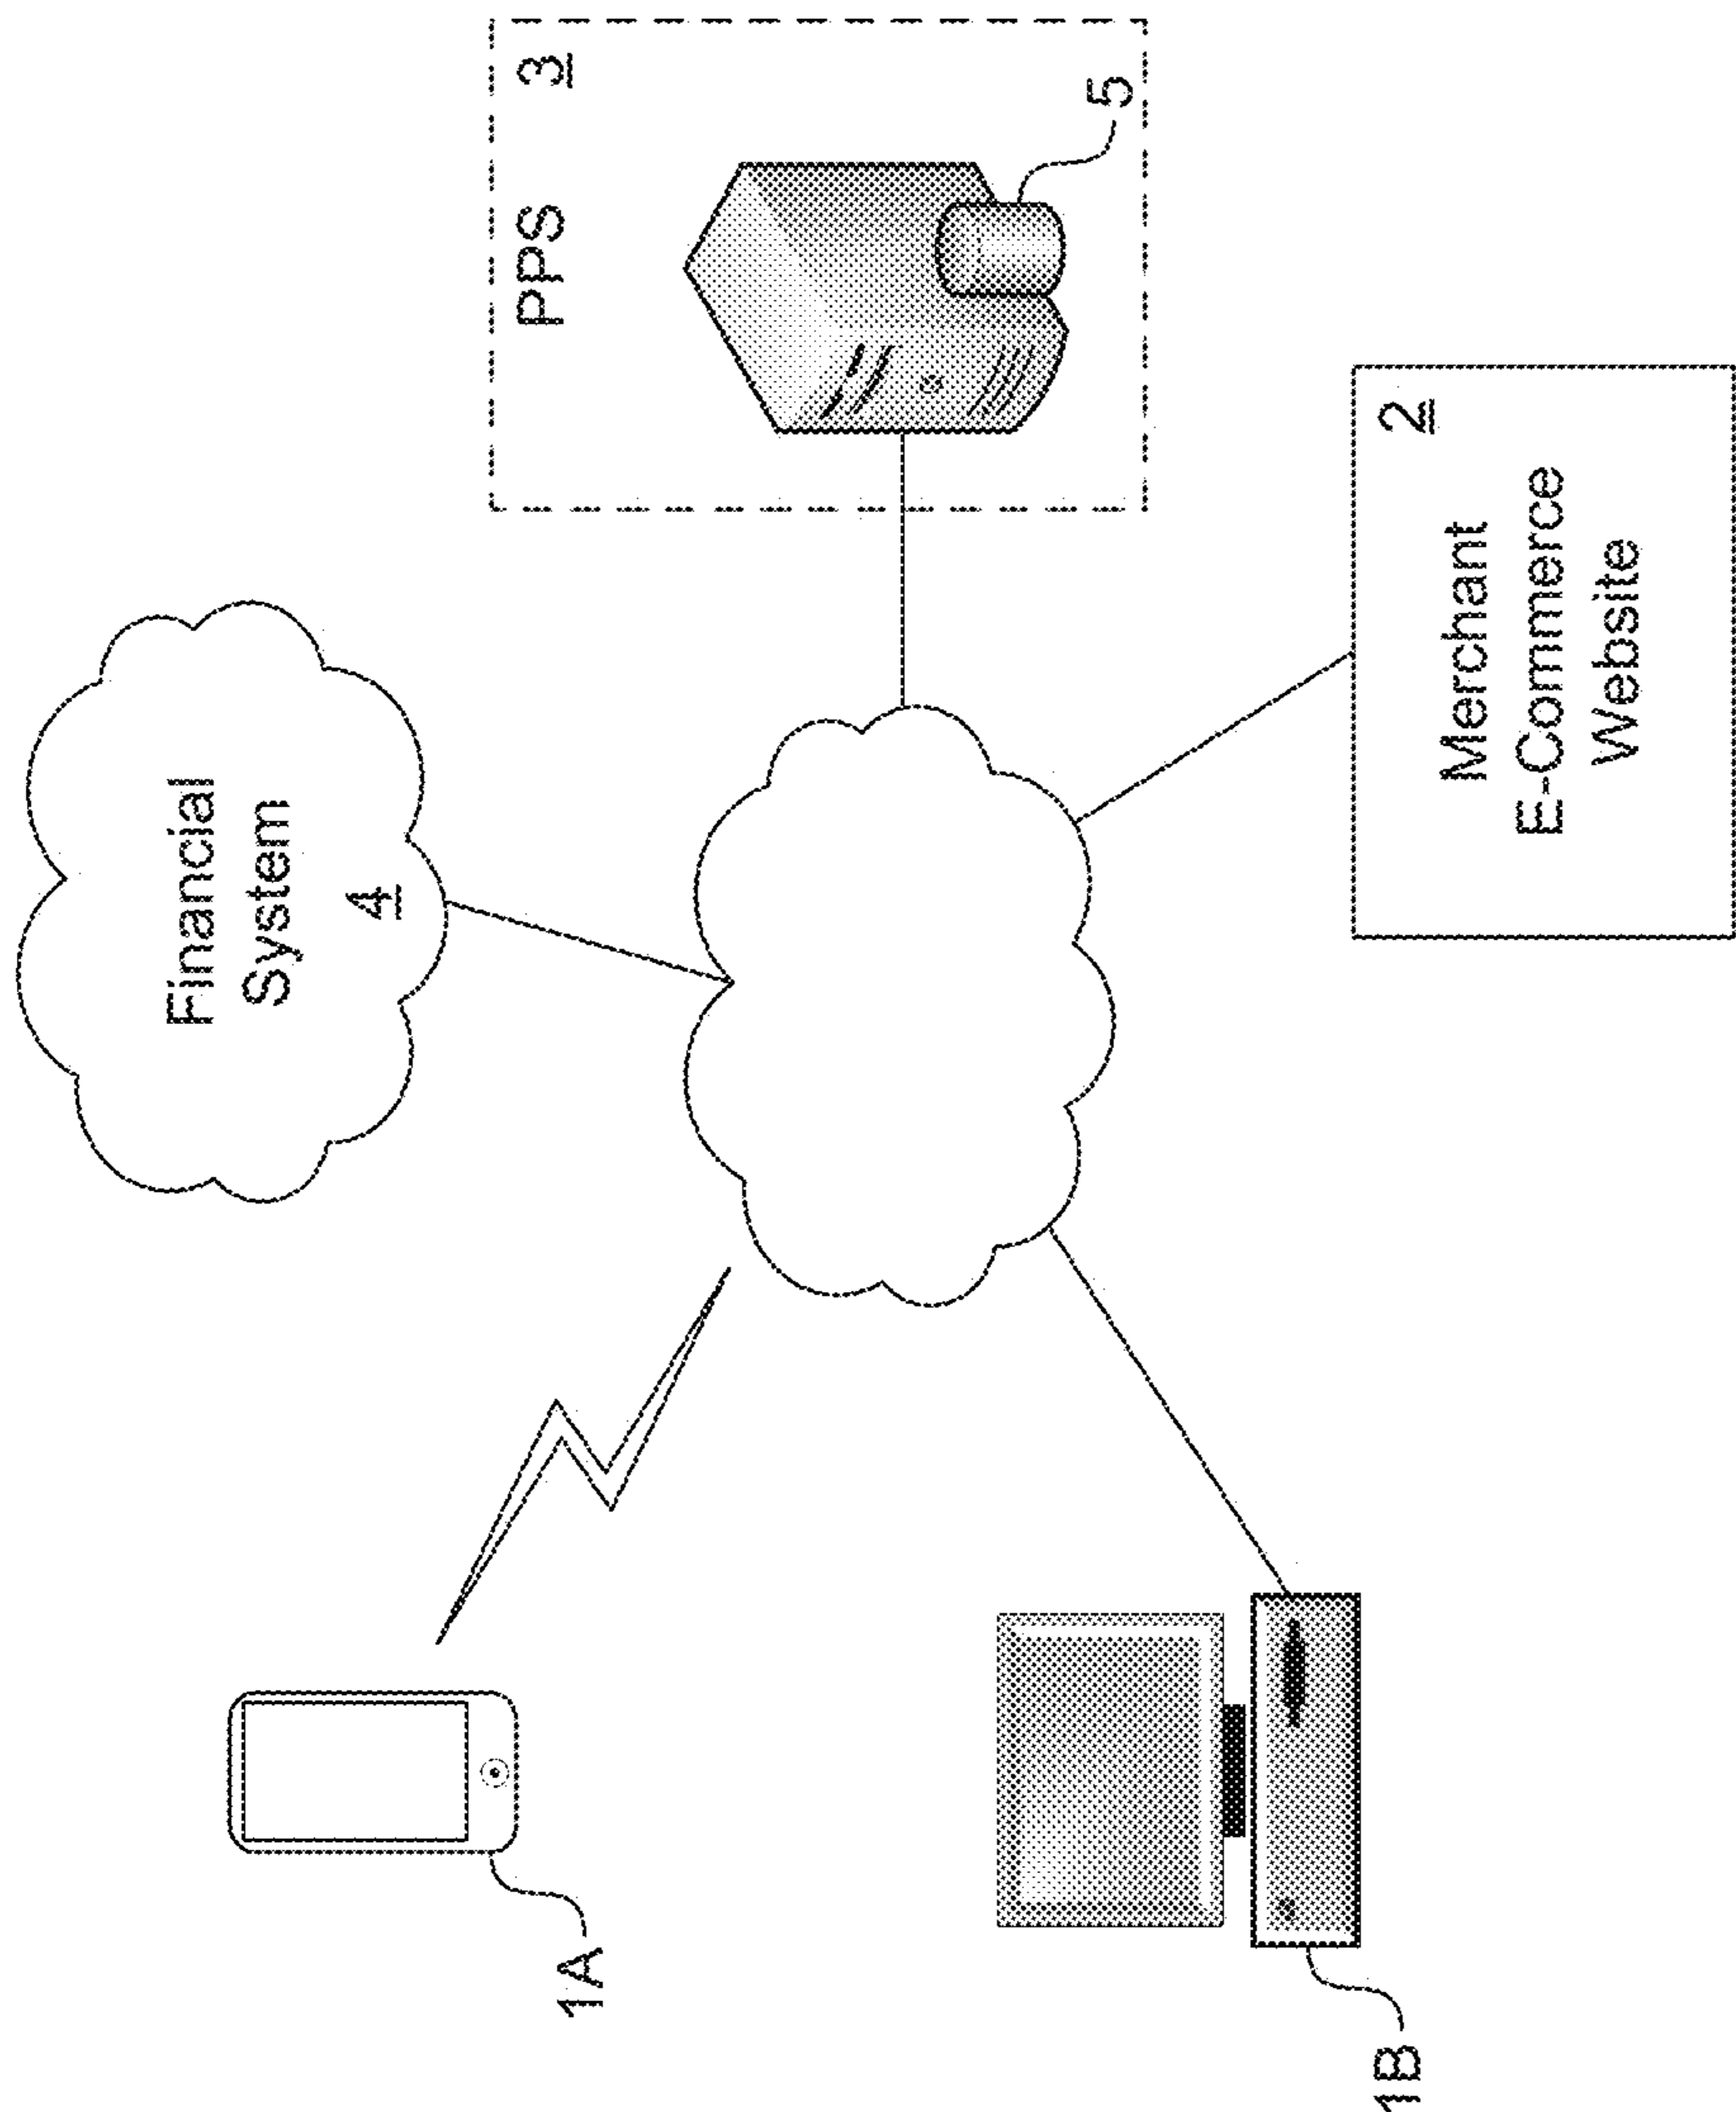 Financial
System
4
PPS
3
5
Merchant
E-Commerce
Website
2
1A
1B